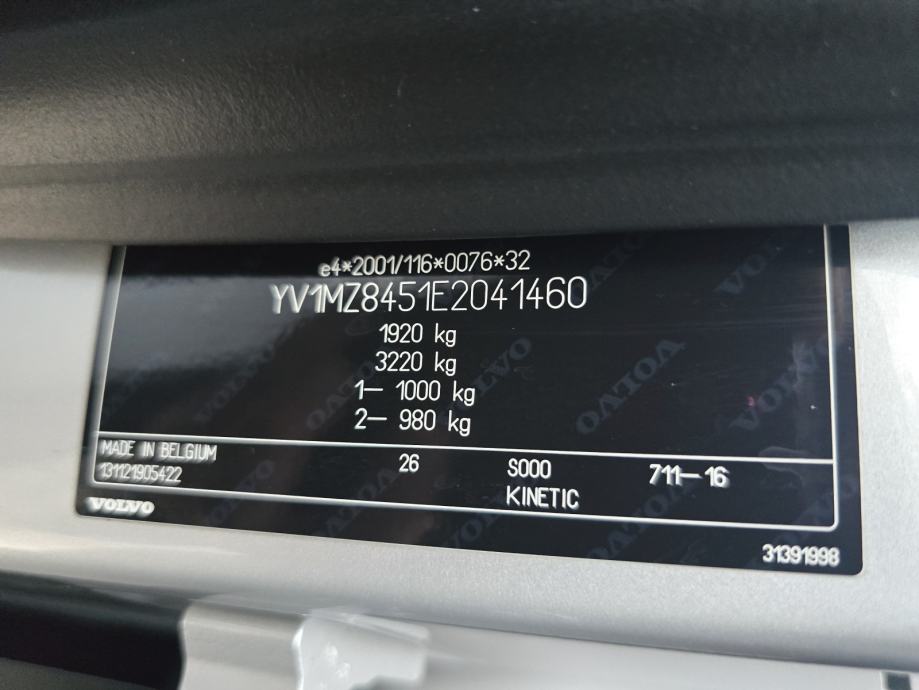 e4*2001/116*0076*32
YV1MZ8451E2041460
1920 kg
3220 kg
1— 1000 kg
2— 980 kg
MADE IN BELGIUM
131121905422
26
S000
KINETIC
711—16
VOLVO
31391998